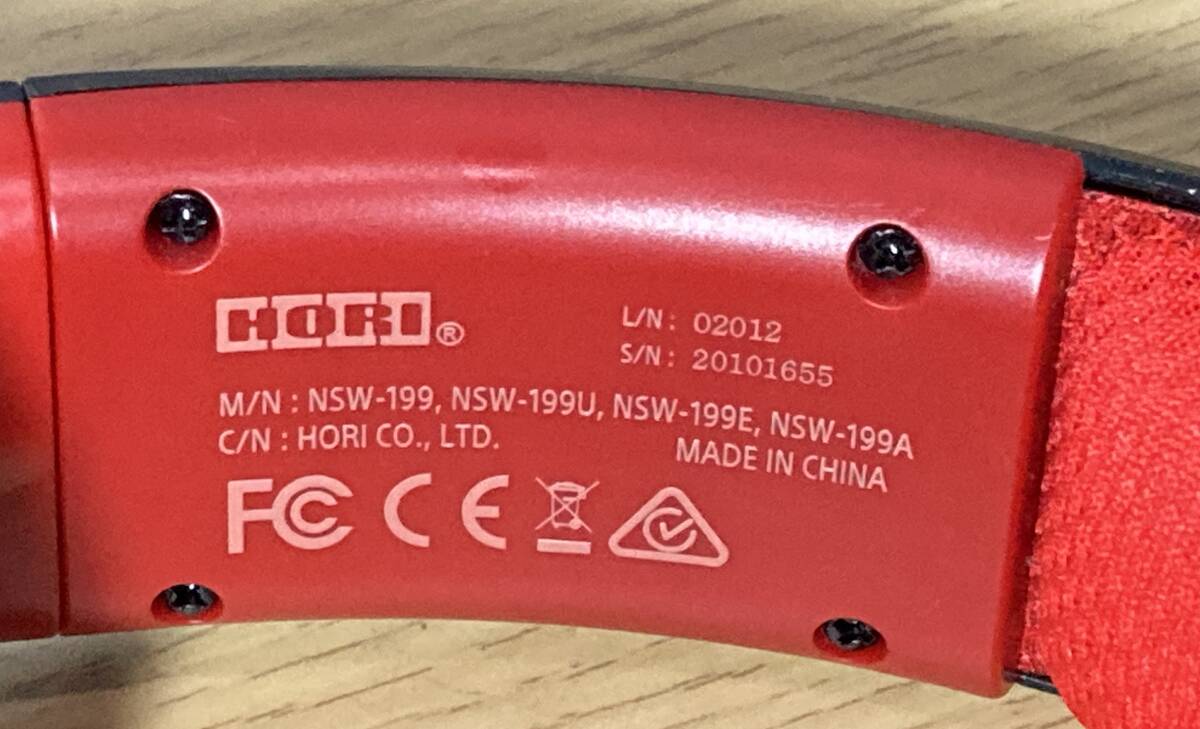 HORI®
L/N : 02012
S/N : 20101655
M/N : NSW-199, NSW-199U, NSW-199E, NSW-199A
C/N : HORI CO., LTD.
MADE IN CHINA
FC CE